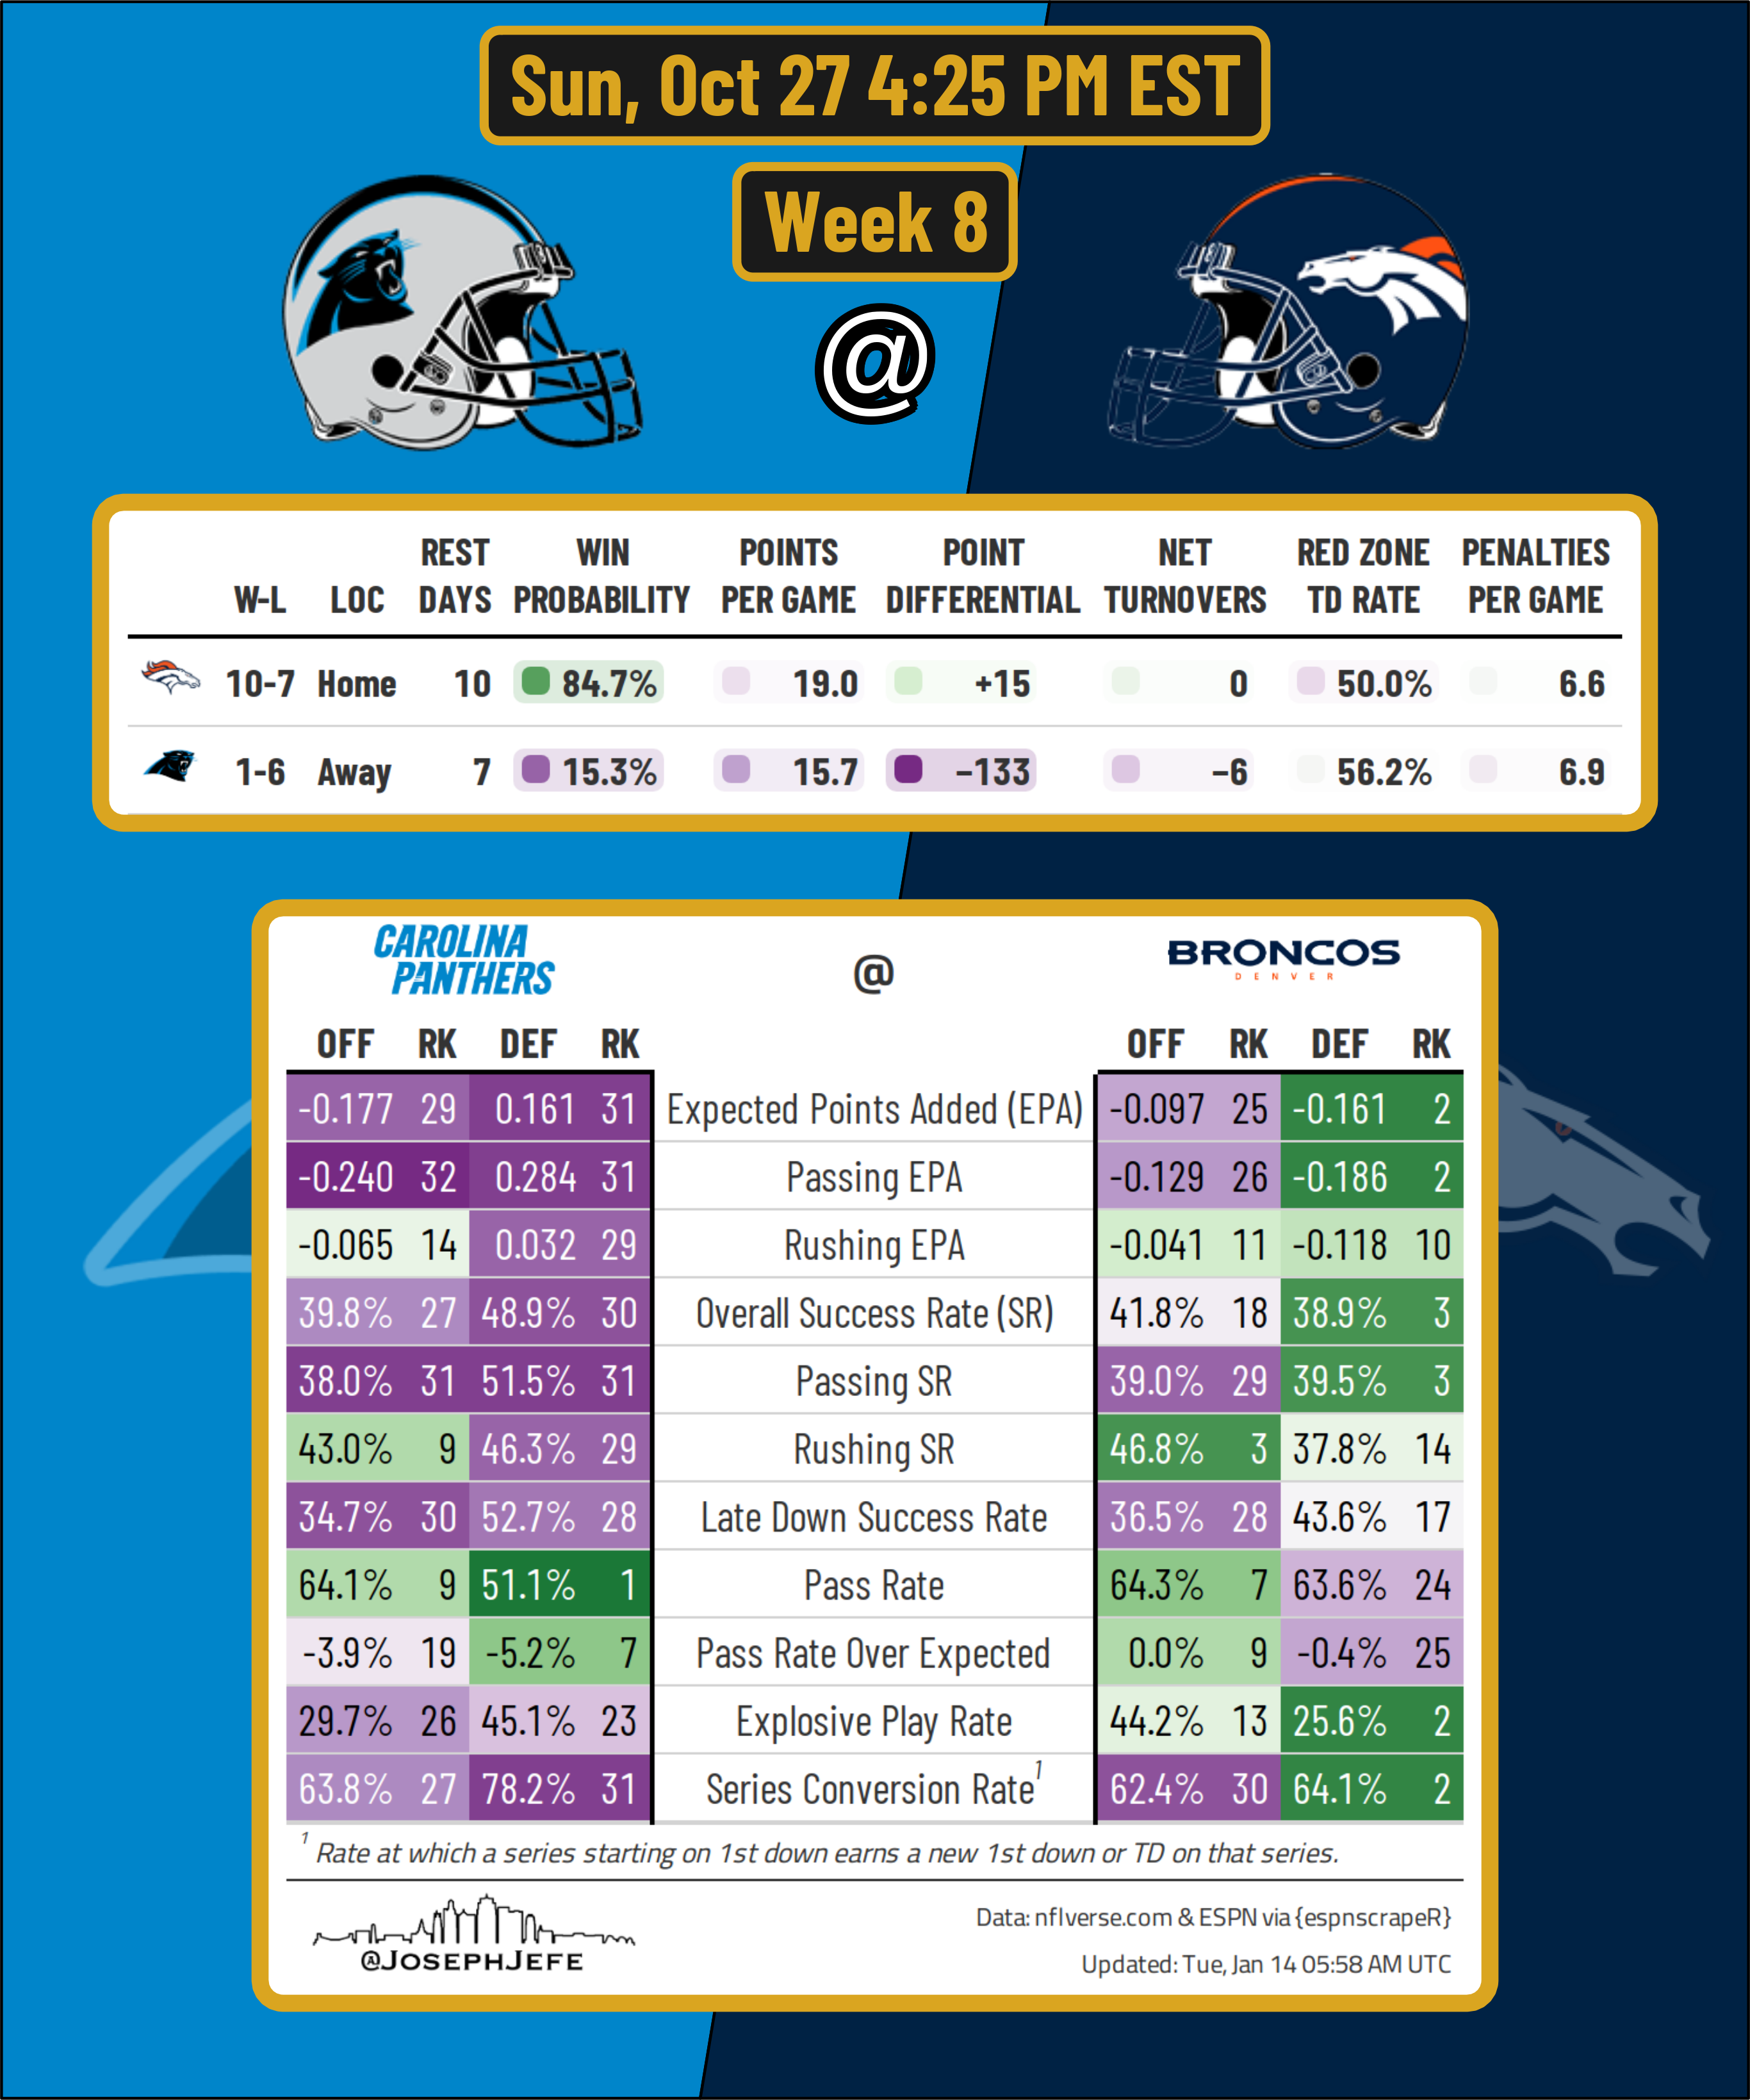 Sun, Oct 27 4:25 PM EST
Week 8
@
W-L LOC REST DAYS WIN PROBABILITY POINTS PER GAME POINT DIFFERENTIAL NET TURNOVERS RED ZONE TD RATE PENALTIES PER GAME
10-7 Home 10 84.7% 19.0 +15 0 50.0% 6.6
1-6 Away 7 15.3% 15.7 −133 −6 56.2% 6.9
CAROLINA PANTHERS @ BRONCOS DENVER
OFF RK DEF RK OFF RK DEF RK
-0.177 29 0.161 31 Expected Points Added (EPA) -0.097 25 -0.161 2
-0.240 32 0.284 31 Passing EPA -0.129 26 -0.186 2
-0.065 14 0.032 29 Rushing EPA -0.041 11 -0.118 10
39.8% 27 48.9% 30 Overall Success Rate (SR) 41.8% 18 38.9% 3
38.0% 31 51.5% 31 Passing SR 39.0% 29 39.5% 3
43.0% 9 46.3% 29 Rushing SR 46.8% 3 37.8% 14
34.7% 30 52.7% 28 Late Down Success Rate 36.5% 28 43.6% 17
64.1% 9 51.1% 1 Pass Rate 64.3% 7 63.6% 24
-3.9% 19 -5.2% 7 Pass Rate Over Expected 0.0% 9 -0.4% 25
29.7% 26 45.1% 23 Explosive Play Rate 44.2% 13 25.6% 2
63.8% 27 78.2% 31 Series Conversion Rate1 62.4% 30 64.1% 2
1 Rate at which a series starting on 1st down earns a new 1st down or TD on that series.
@JOSEPHJEFE
Data: nflverse.com & ESPN via {espnscrapeR}
Updated: Tue, Jan 14 05:58 AM UTC